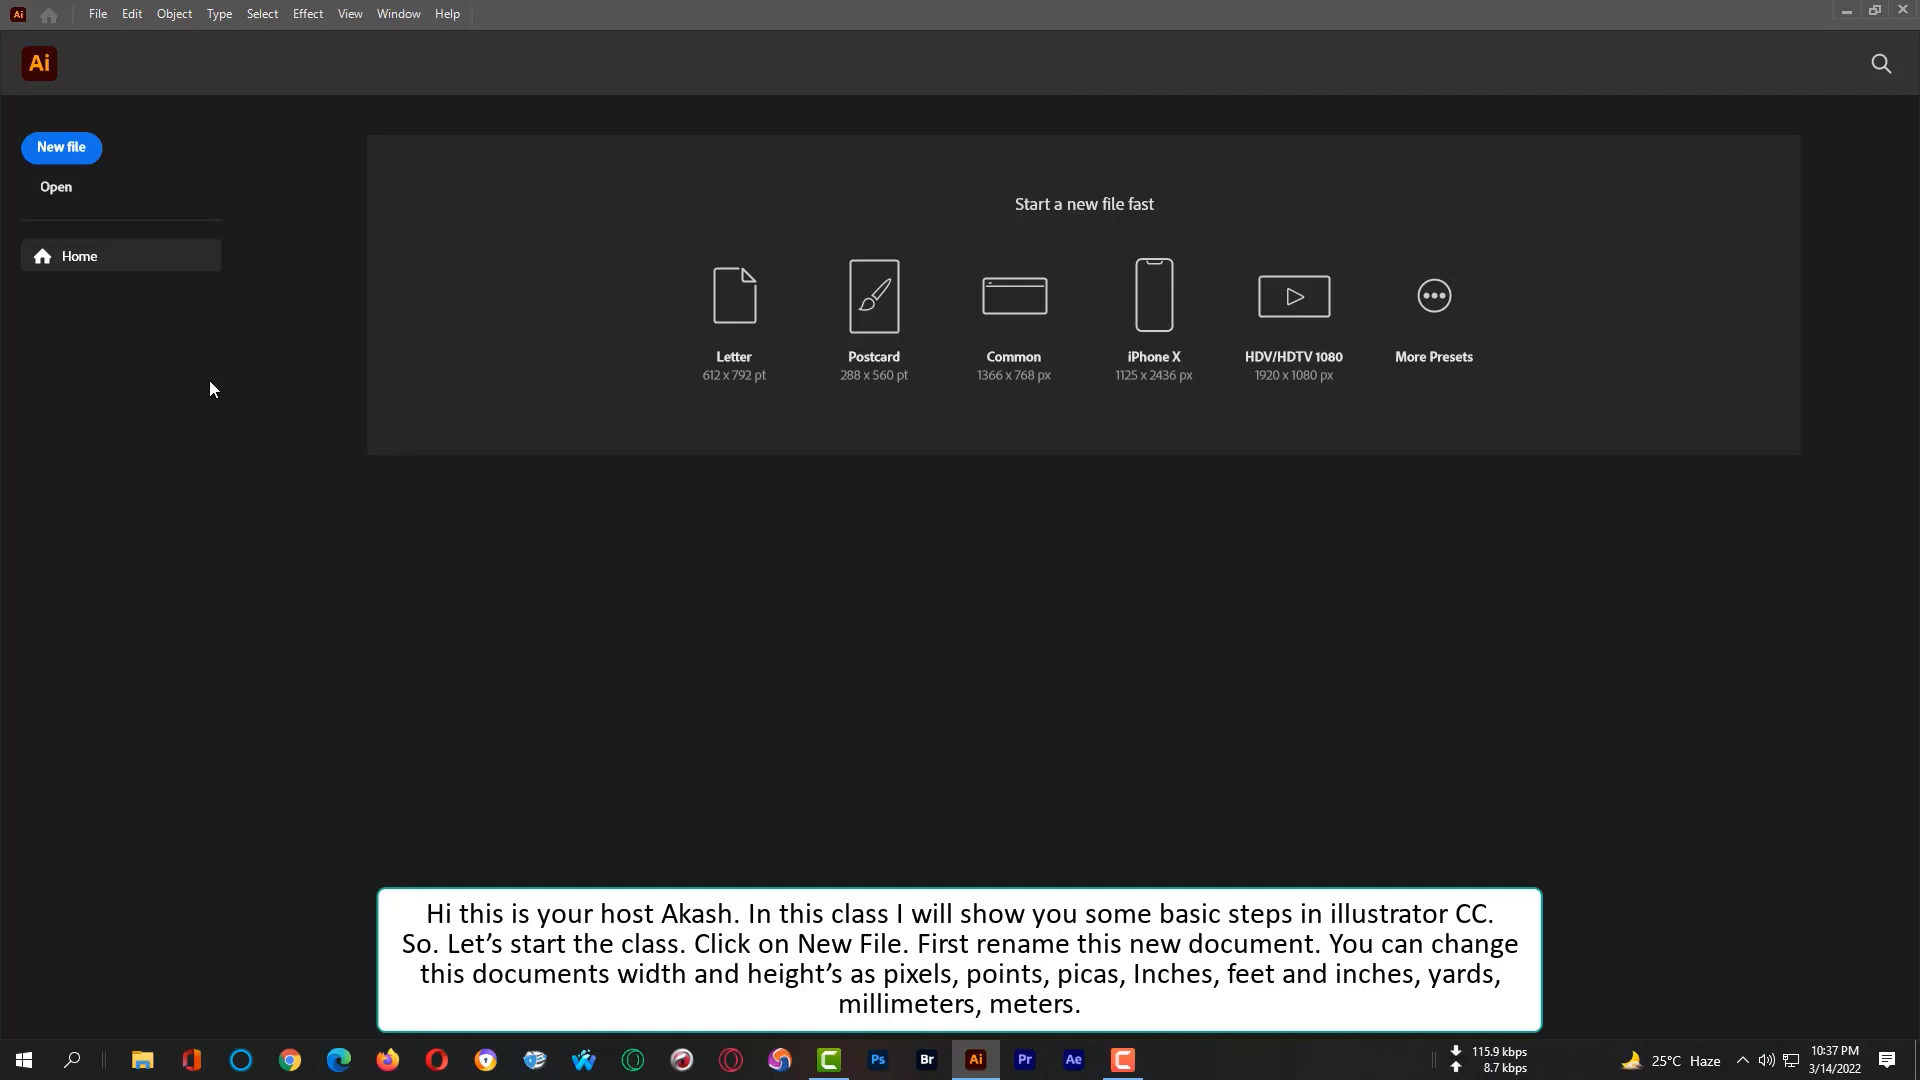 Ai File Edit Object Type Select Effect View Window Help
Ai
New file
Open
Home
Start a new file fast
Letter Postcard Common iPhone X HDV/HDTV 1080 More Presets
612 x 792 pt 288 x 560 pt 1366 x 768 px 1125 x 2436 px 1920 x 1080 px
Hi this is your host Akash. In this class I will show you some basic steps in illustrator CC.
So. Let’s start the class. Click on New File. First rename this new document. You can change
this documents width and height’s as pixels, points, picas, Inches, feet and inches, yards,
millimeters, meters.
Ps Br Ai Pr Ae
115.9 kbps
8.7 kbps
25°C Haze
10:37 PM
3/14/2022